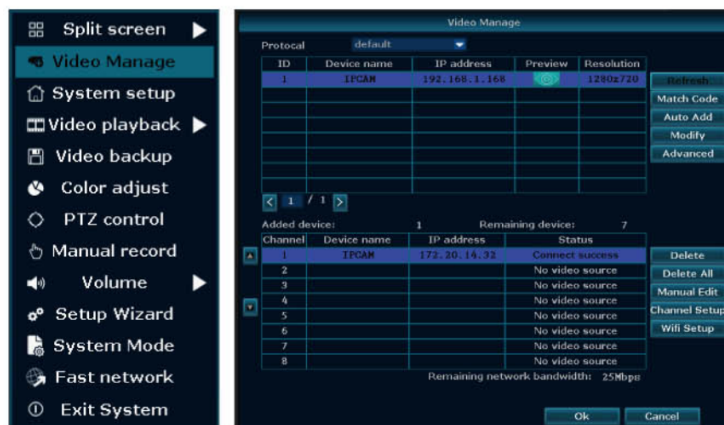 Split screen
Video Manage
System setup
Video playback
Video backup
Color adjust
PTZ control
Manual record
Volume
Setup Wizard
System Mode
Fast network
Exit System
Video Manage
Protocal default
ID Device name IP address Preview Resolution
1 IPCAM 192.168.1.168 1280x720
Refresh
Match Code
Auto Add
Modify
Advanced
< 1 / 1 >
Added device: 1 Remaining device: 7
Channel Device name IP address Status
1 IPCAM 172.20.14.32 Connect success
2 No video source
3 No video source
4 No video source
5 No video source
6 No video source
7 No video source
8 No video source
Delete
Delete All
Manual Edit
Channel Setup
Wifi Setup
Remaining network bandwidth: 25Mbps
Ok Cancel